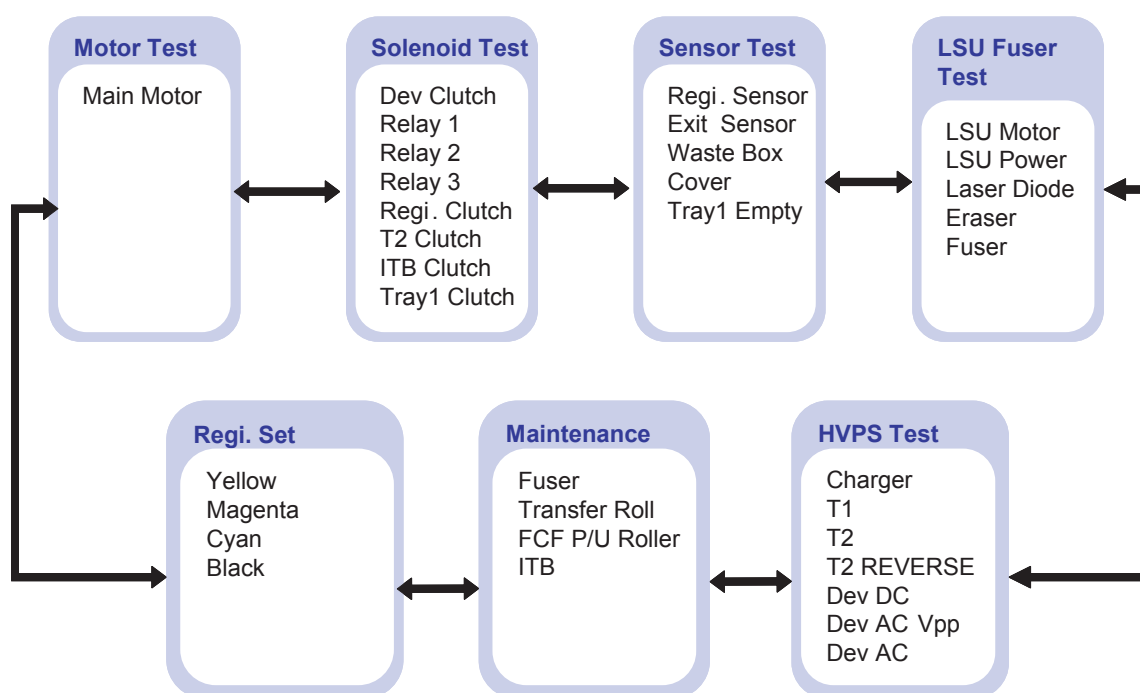 Motor Test
Main Motor
Solenoid Test
Dev Clutch
Relay 1
Relay 2
Relay 3
Regi. Clutch
T2 Clutch
ITB Clutch
Tray1 Clutch
Sensor Test
Regi. Sensor
Exit Sensor
Waste Box
Cover
Tray1 Empty
LSU Fuser
Test
LSU Motor
LSU Power
Laser Diode
Eraser
Fuser
Regi. Set
Yellow
Magenta
Cyan
Black
Maintenance
Fuser
Transfer Roll
FCF P/U Roller
ITB
HVPS Test
Charger
T1
T2
T2 REVERSE
Dev DC
Dev AC Vpp
Dev AC